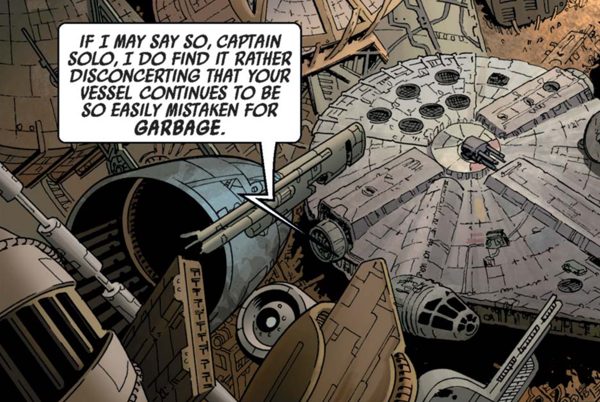 IF I MAY SAY SO, CAPTAIN
SOLO, I DO FIND IT RATHER
DISCONCERTING THAT YOUR
VESSEL CONTINUES TO BE
SO EASILY MISTAKEN FOR
GARBAGE.